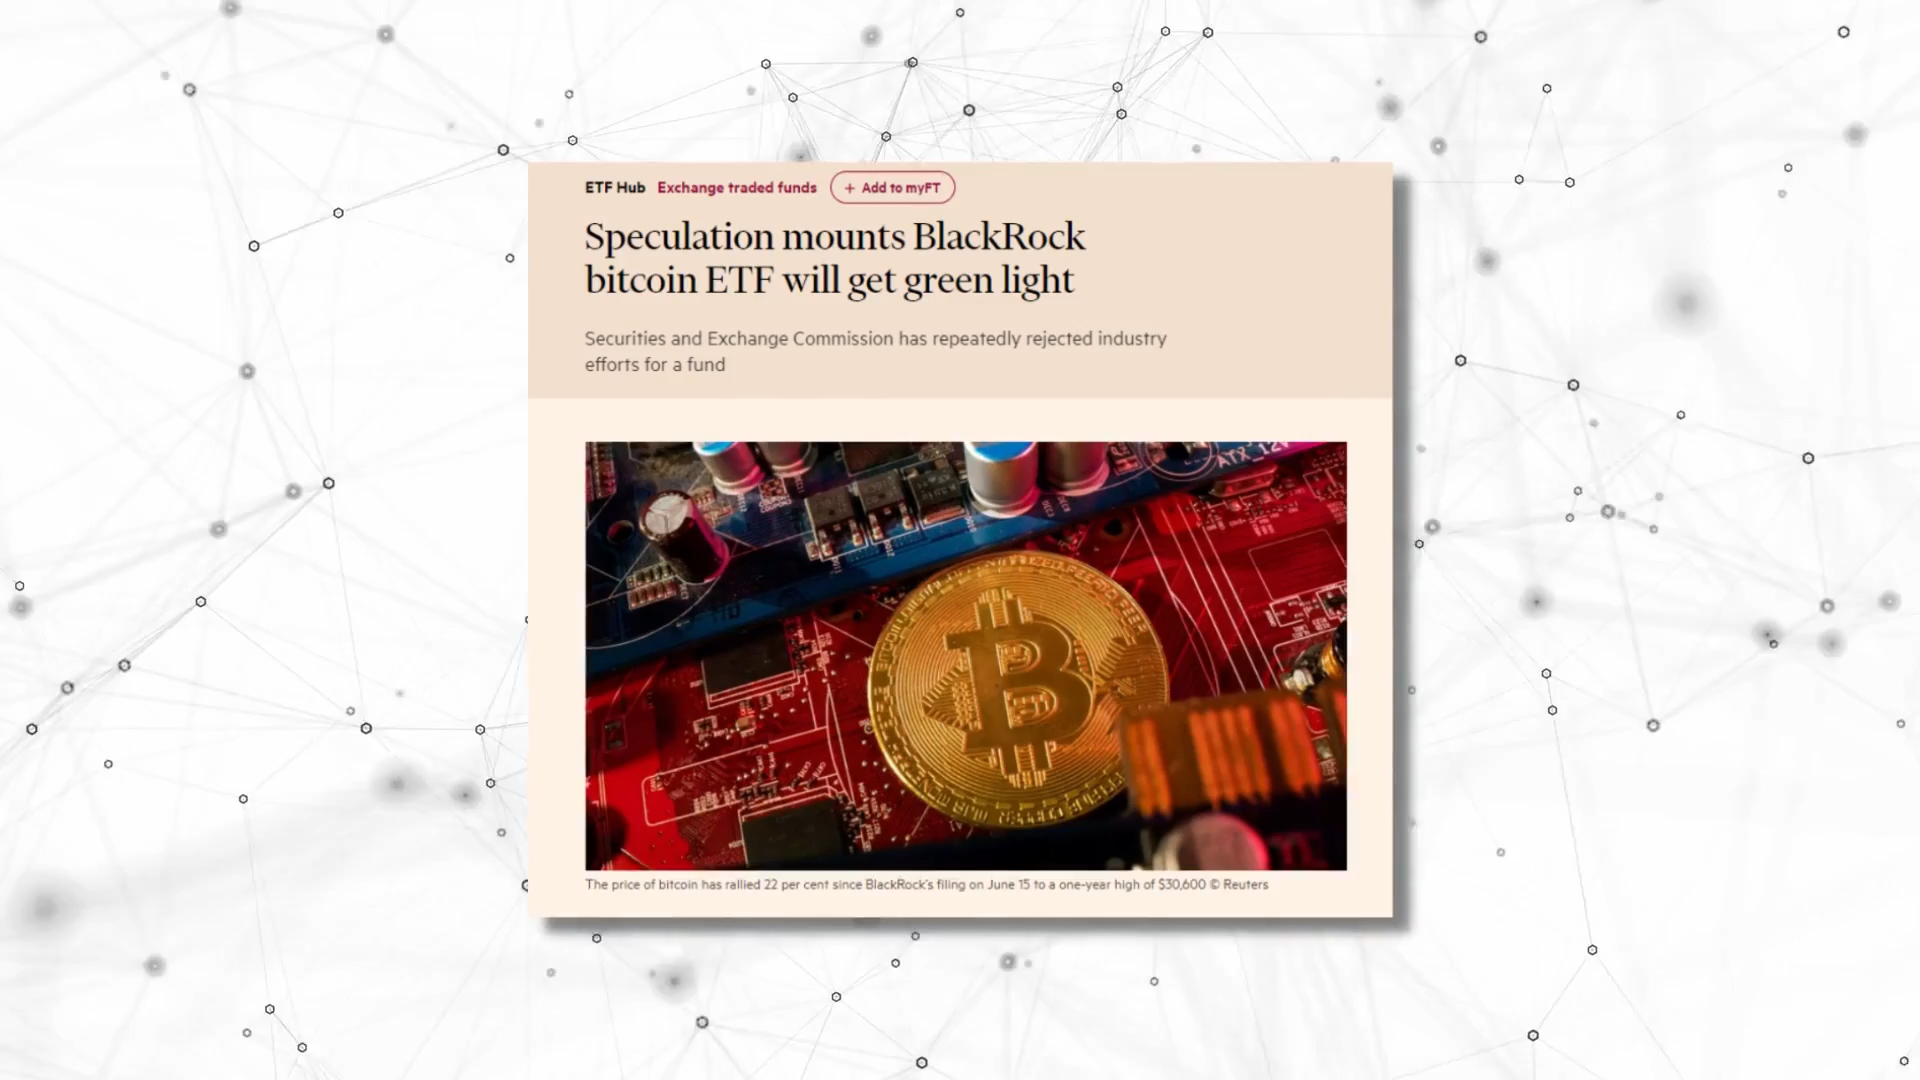 ETF Hub Exchange traded funds + Add to myFT
Speculation mounts BlackRock
bitcoin ETF will get green light
Securities and Exchange Commission has repeatedly rejected industry
efforts for a fund
ATX_12V
The price of bitcoin has rallied 22 per cent since BlackRock's filing on June 15 to a one-year high of $30,600 © Reuters